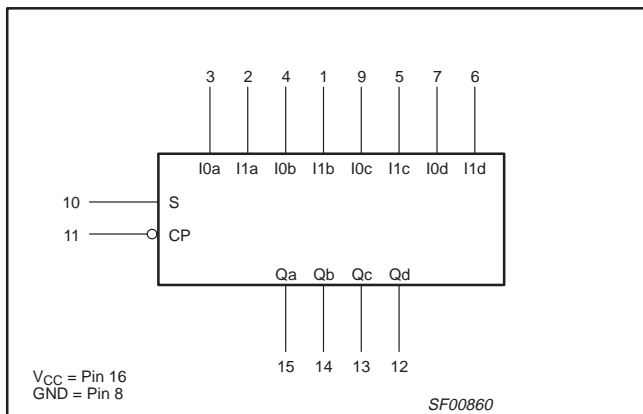 3 2 4 1 9 5 7 6
I0a I1a I0b I1b I0c I1c I0d I1d
10 S
11 CP
Qa Qb Qc Qd
15 14 13 12
VCC = Pin 16
GND = Pin 8
SF00860